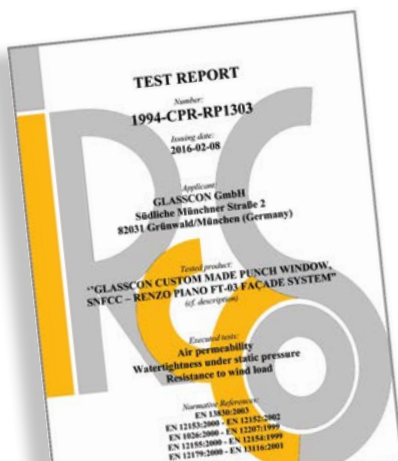 TEST REPORT
Number:
1994-CPR-RP1303
Issuing date:
2016-02-08
Applicant:
GLASSCON GmbH
Südliche Münchner Straße 2
82031 Grünwald/München (Germany)
Tested product:
“"GLASSCON CUSTOM MADE PUNCH WINDOW,
SNFCC – RENZO PIANO FT-03 FAÇADE SYSTEM”
(cf. description)
Executed tests:
Air permeability
Watertightness under static pressure
Resistance to wind load
Normative References:
EN 13830:2003
EN 12153:2000 - EN 12152:2002
EN 1026:2000 - EN 12207:1999
EN 12155:2000 - EN 12154:1999
EN 12179:2000 - EN 13116:2001